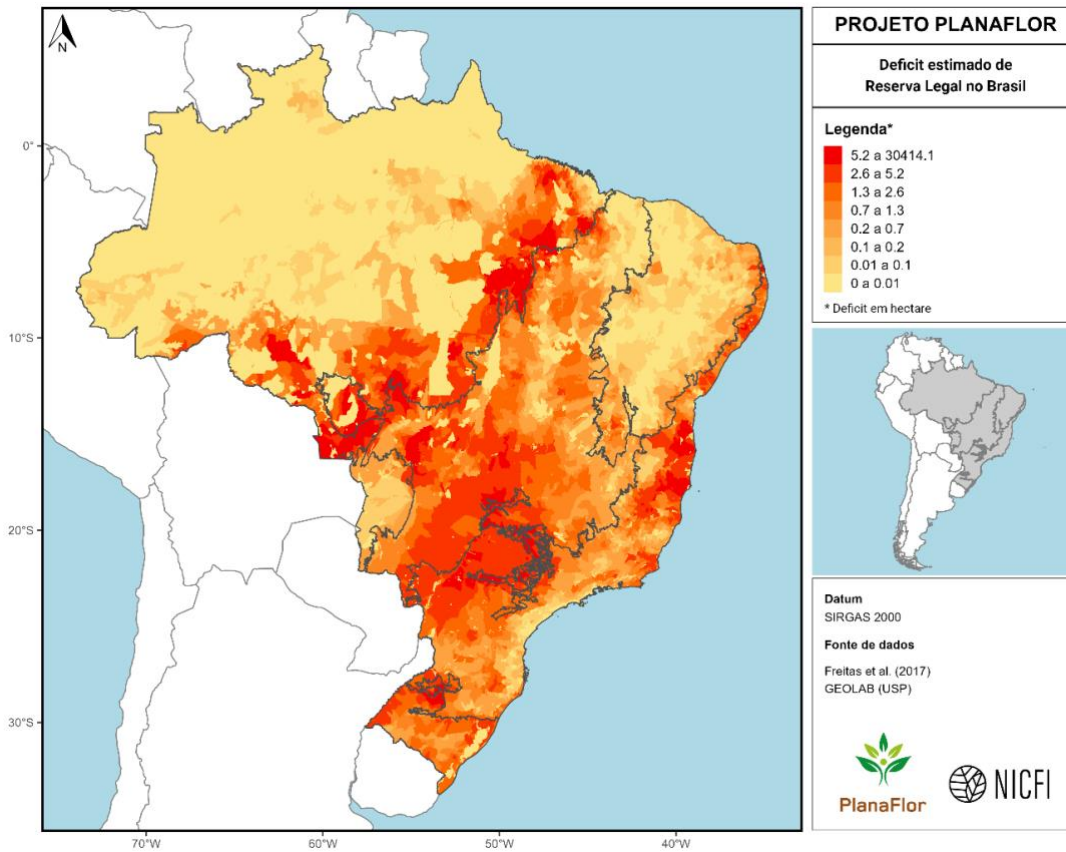 N
0°
10°S
20°S
30°S
70°W
60°W
50°W
40°W
PROJETO PLANAFLOR
Deficit estimado de
Reserva Legal no Brasil
Legenda*
5.2 a 30414.1
2.6 a 5.2
1.3 a 2.6
0.7 a 1.3
0.2 a 0.7
0.1 a 0.2
0.01 a 0.1
0 a 0.01
* Deficit em hectare
Datum
SIRGAS 2000
Fonte de dados
Freitas et al. (2017)
GEOLAB (USP)
PlanaFlor
NICFI